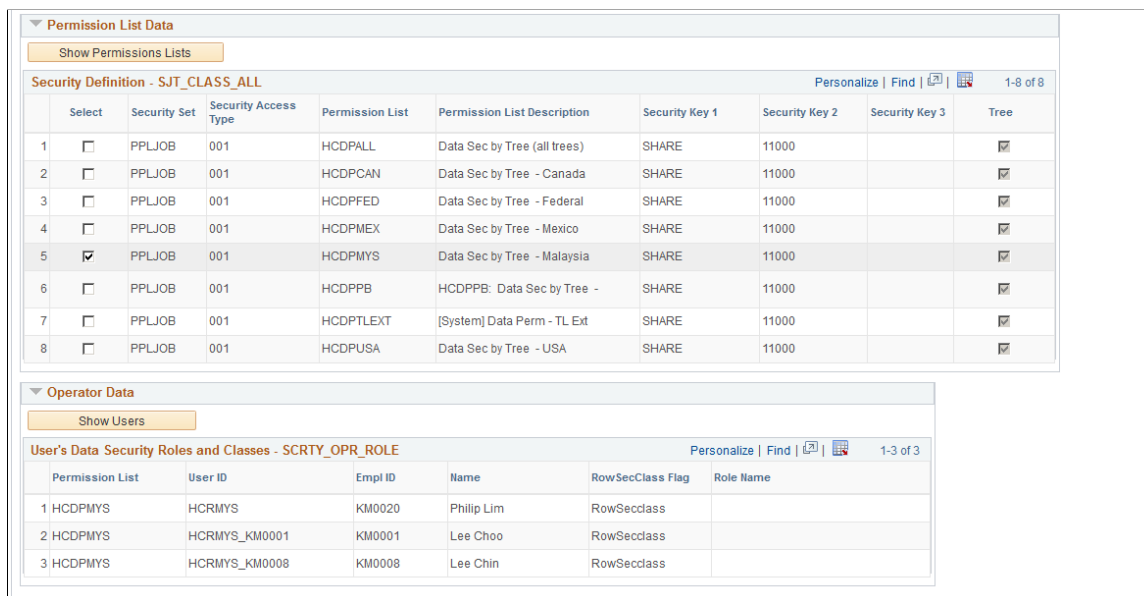 Permission List Data
Show Permissions Lists
Security Definition - SJT_CLASS_ALL Personalize | Find | | 1-8 of 8
Select Security Set Security Access Type Permission List Permission List Description Security Key 1 Security Key 2 Security Key 3 Tree
1 PPLJOB 001 HCDPALL Data Sec by Tree (all trees) SHARE 11000
2 PPLJOB 001 HCDPCAN Data Sec by Tree - Canada SHARE 11000
3 PPLJOB 001 HCDPFED Data Sec by Tree - Federal SHARE 11000
4 PPLJOB 001 HCDPMEX Data Sec by Tree - Mexico SHARE 11000
5 PPLJOB 001 HCDPMYS Data Sec by Tree - Malaysia SHARE 11000
6 PPLJOB 001 HCDPPB HCDPPB: Data Sec by Tree - SHARE 11000
7 PPLJOB 001 HCDPTLEXT [System] Data Perm - TL Ext SHARE 11000
8 PPLJOB 001 HCDPUSA Data Sec by Tree - USA SHARE 11000
Operator Data
Show Users
User's Data Security Roles and Classes - SCRTY_OPR_ROLE Personalize | Find | | 1-3 of 3
Permission List User ID Empl ID Name RowSecClass Flag Role Name
1 HCDPMYS HCRMYS KM0020 Philip Lim RowSecclass
2 HCDPMYS HCRMYS_KM0001 KM0001 Lee Choo RowSecclass
3 HCDPMYS HCRMYS_KM0008 KM0008 Lee Chin RowSecclass